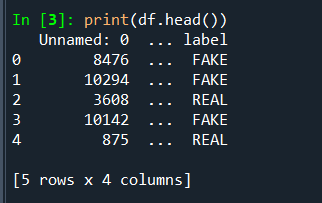 In [3]: print(df.head())
   Unnamed: 0  ... label
0        8476  ...  FAKE
1       10294  ...  FAKE
2        3608  ...  REAL
3       10142  ...  FAKE
4         875  ...  REAL

[5 rows x 4 columns]